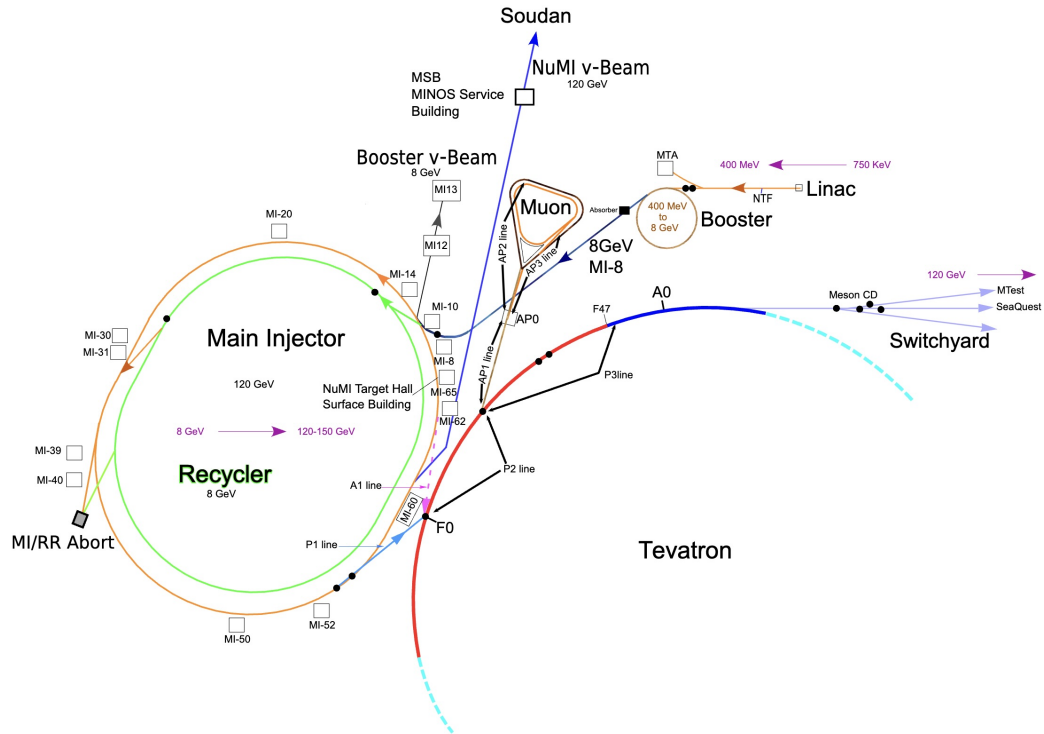 Soudan
NuMI ν-Beam
120 GeV
MSB
MINOS Service
Building
Booster ν-Beam
8 GeV
MI13
MI12
Muon
AP2 line
AP3 line
AP1 line
AP0
MTA
400 MeV
750 KeV
Linac
NTF
Absorber
400 MeV
to
8 GeV
Booster
8GeV
MI-8
MI-20
MI-14
MI-10
MI-8
MI-65
MI-62
MI-30
MI-31
Main Injector
120 GeV
NuMI Target Hall
Surface Building
8 GeV
120-150 GeV
Recycler
8 GeV
MI-39
MI-40
MI/RR Abort
A1 line
MI-60
P1 line
F0
MI-52
MI-50
P2 line
P3line
F47
A0
120 GeV
Meson CD
MTest
SeaQuest
Switchyard
Tevatron